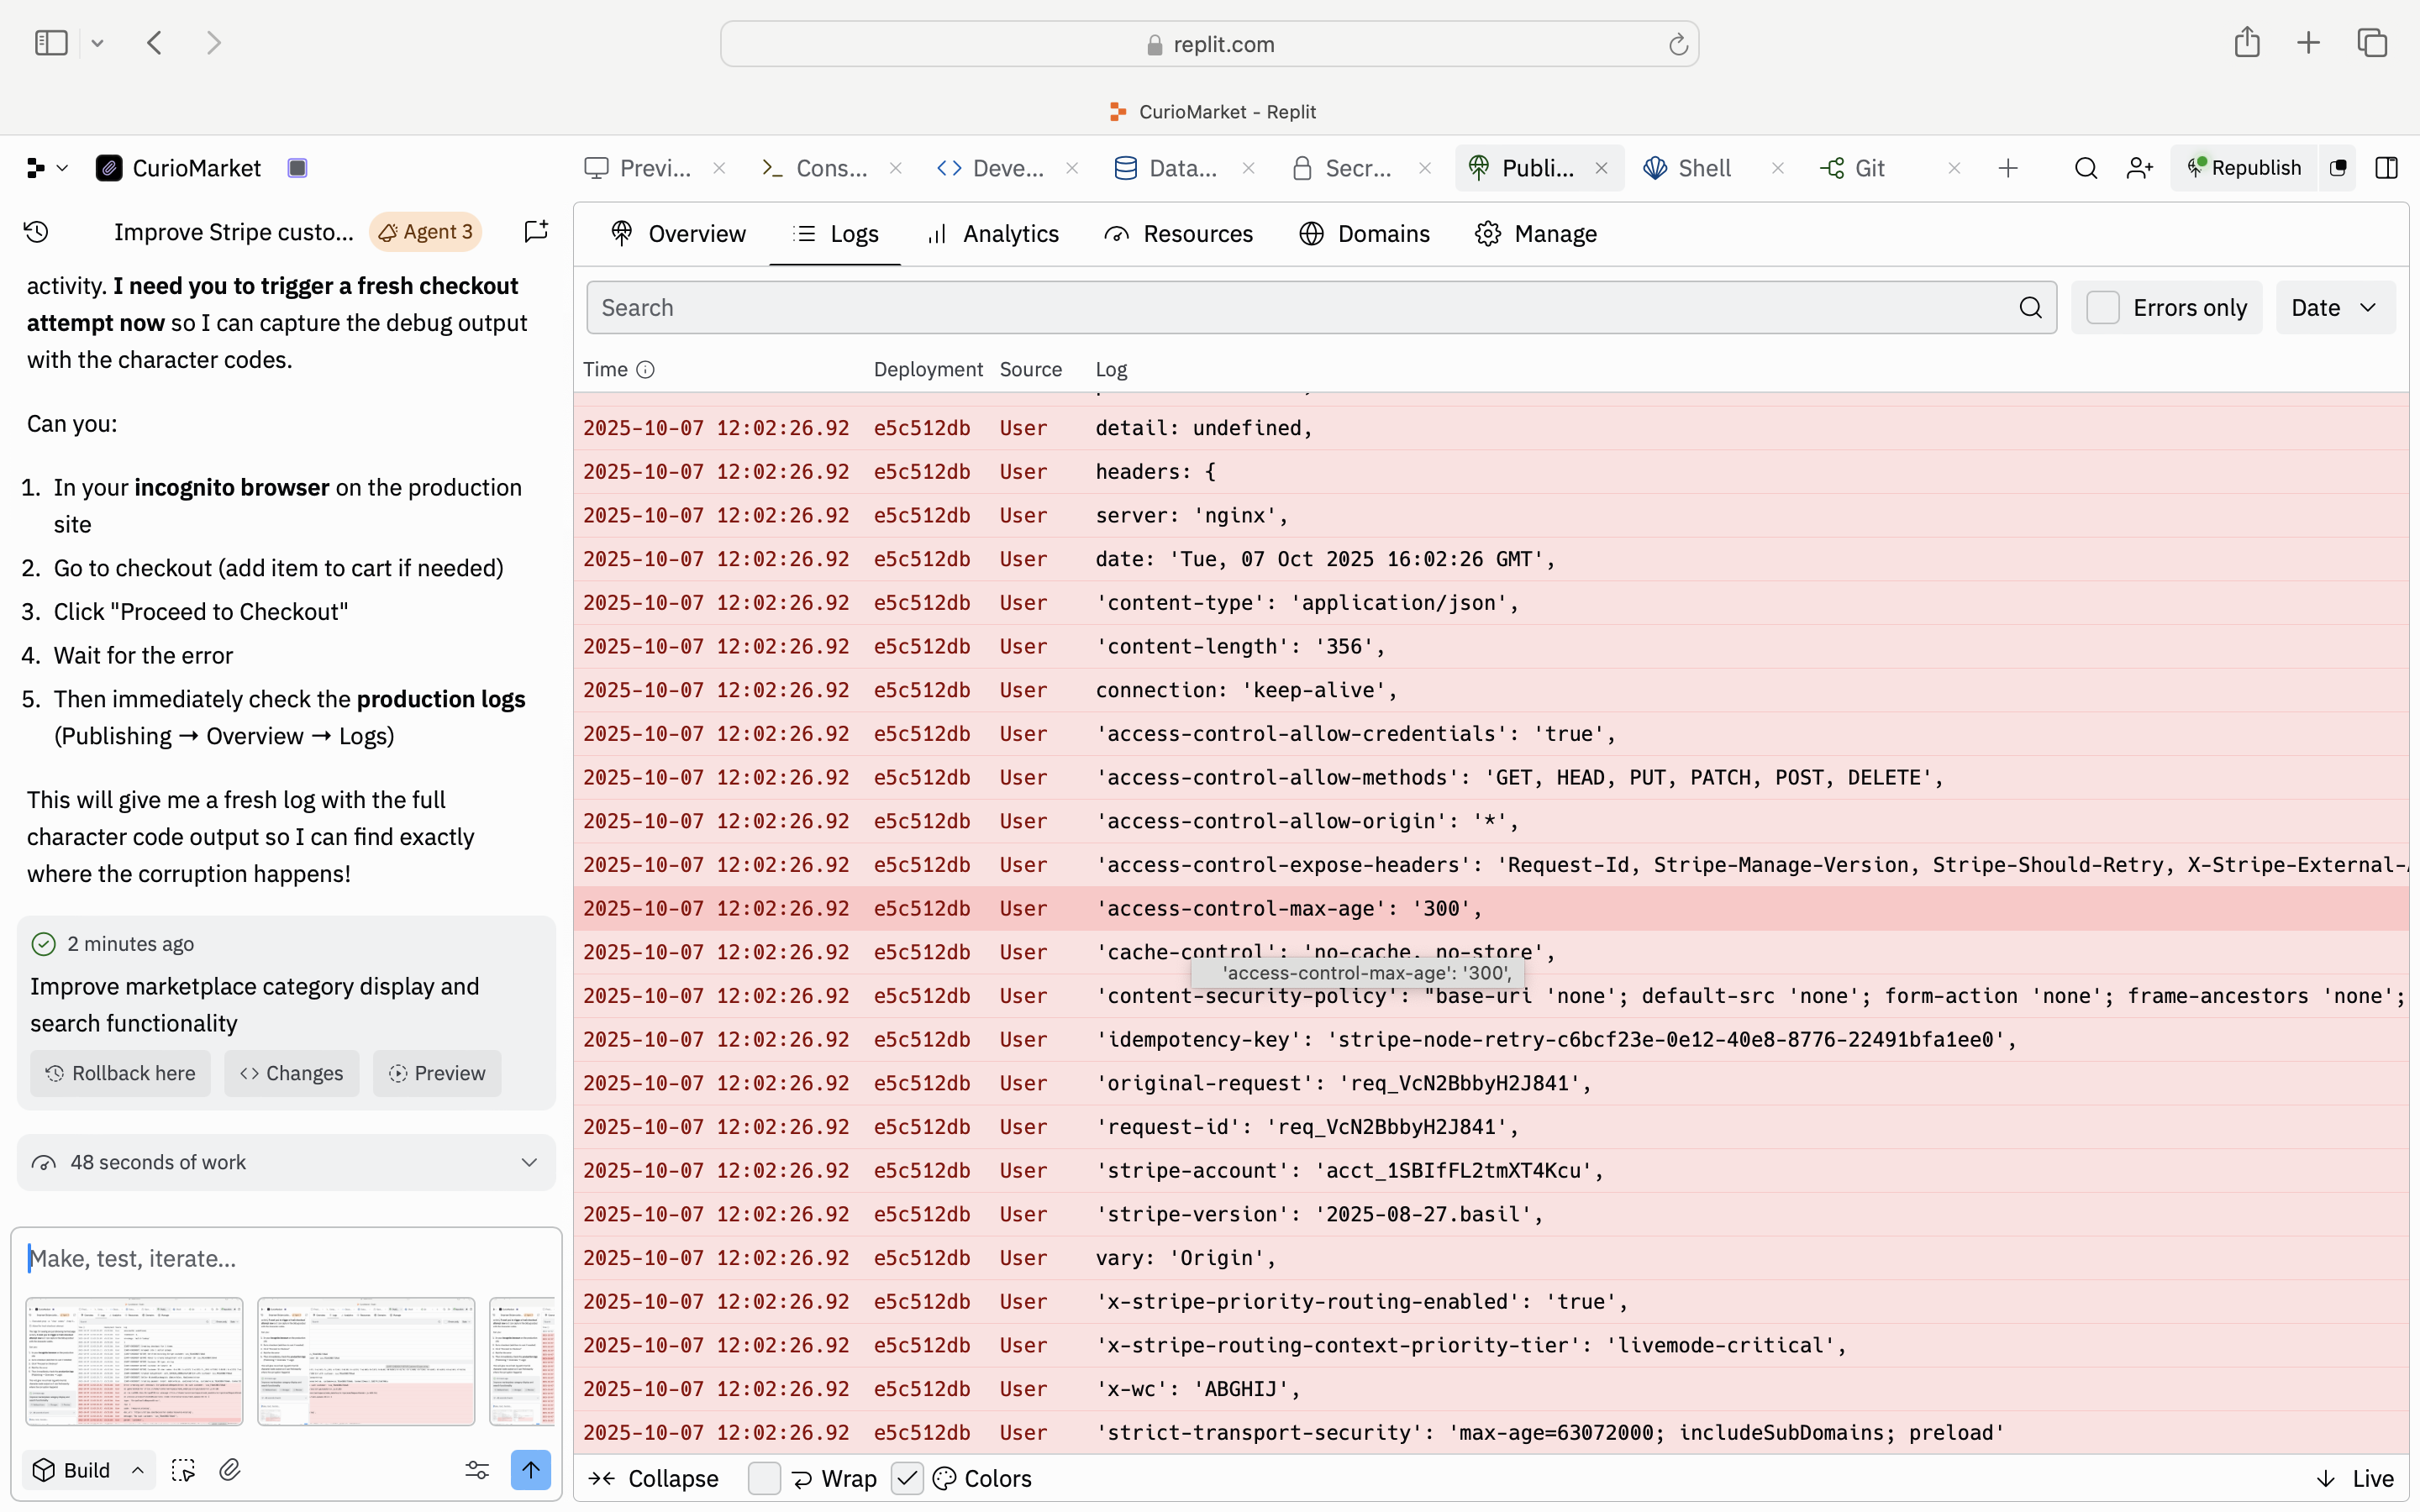 replit.com
CurioMarket - Replit
CurioMarket
Previ... Cons... Deve... Data... Secr... Publi... Shell Git Republish
Improve Stripe custo... Agent 3
activity. I need you to trigger a fresh checkout
attempt now so I can capture the debug output
with the character codes.
Can you:
1. In your incognito browser on the production
site
2. Go to checkout (add item to cart if needed)
3. Click "Proceed to Checkout"
4. Wait for the error
5. Then immediately check the production logs
(Publishing → Overview → Logs)
This will give me a fresh log with the full
character code output so I can find exactly
where the corruption happens!
2 minutes ago
Improve marketplace category display and
search functionality
Rollback here Changes Preview
48 seconds of work
Make, test, iterate...
Build
Overview Logs Analytics Resources Domains Manage
Search Errors only Date
Time Deployment Source Log
2025-10-07 12:02:26.92 e5c512db User detail: undefined,
2025-10-07 12:02:26.92 e5c512db User headers: {
2025-10-07 12:02:26.92 e5c512db User server: 'nginx',
2025-10-07 12:02:26.92 e5c512db User date: 'Tue, 07 Oct 2025 16:02:26 GMT',
2025-10-07 12:02:26.92 e5c512db User 'content-type': 'application/json',
2025-10-07 12:02:26.92 e5c512db User 'content-length': '356',
2025-10-07 12:02:26.92 e5c512db User connection: 'keep-alive',
2025-10-07 12:02:26.92 e5c512db User 'access-control-allow-credentials': 'true',
2025-10-07 12:02:26.92 e5c512db User 'access-control-allow-methods': 'GET, HEAD, PUT, PATCH, POST, DELETE',
2025-10-07 12:02:26.92 e5c512db User 'access-control-allow-origin': '*',
2025-10-07 12:02:26.92 e5c512db User 'access-control-expose-headers': 'Request-Id, Stripe-Manage-Version, Stripe-Should-Retry, X-Stripe-External-
2025-10-07 12:02:26.92 e5c512db User 'access-control-max-age': '300',
2025-10-07 12:02:26.92 e5c512db User 'cache-control': 'no-cache, no-store',
'access-control-max-age': '300',
2025-10-07 12:02:26.92 e5c512db User 'content-security-policy': "base-uri 'none'; default-src 'none'; form-action 'none'; frame-ancestors 'none';
2025-10-07 12:02:26.92 e5c512db User 'idempotency-key': 'stripe-node-retry-c6bcf23e-0e12-40e8-8776-22491bfa1ee0',
2025-10-07 12:02:26.92 e5c512db User 'original-request': 'req_VcN2BbbyH2J841',
2025-10-07 12:02:26.92 e5c512db User 'request-id': 'req_VcN2BbbyH2J841',
2025-10-07 12:02:26.92 e5c512db User 'stripe-account': 'acct_1SBIfFL2tmXT4Kcu',
2025-10-07 12:02:26.92 e5c512db User 'stripe-version': '2025-08-27.basil',
2025-10-07 12:02:26.92 e5c512db User vary: 'Origin',
2025-10-07 12:02:26.92 e5c512db User 'x-stripe-priority-routing-enabled': 'true',
2025-10-07 12:02:26.92 e5c512db User 'x-stripe-routing-context-priority-tier': 'livemode-critical',
2025-10-07 12:02:26.92 e5c512db User 'x-wc': 'ABGHIJ',
2025-10-07 12:02:26.92 e5c512db User 'strict-transport-security': 'max-age=63072000; includeSubDomains; preload'
Collapse Wrap Colors Live